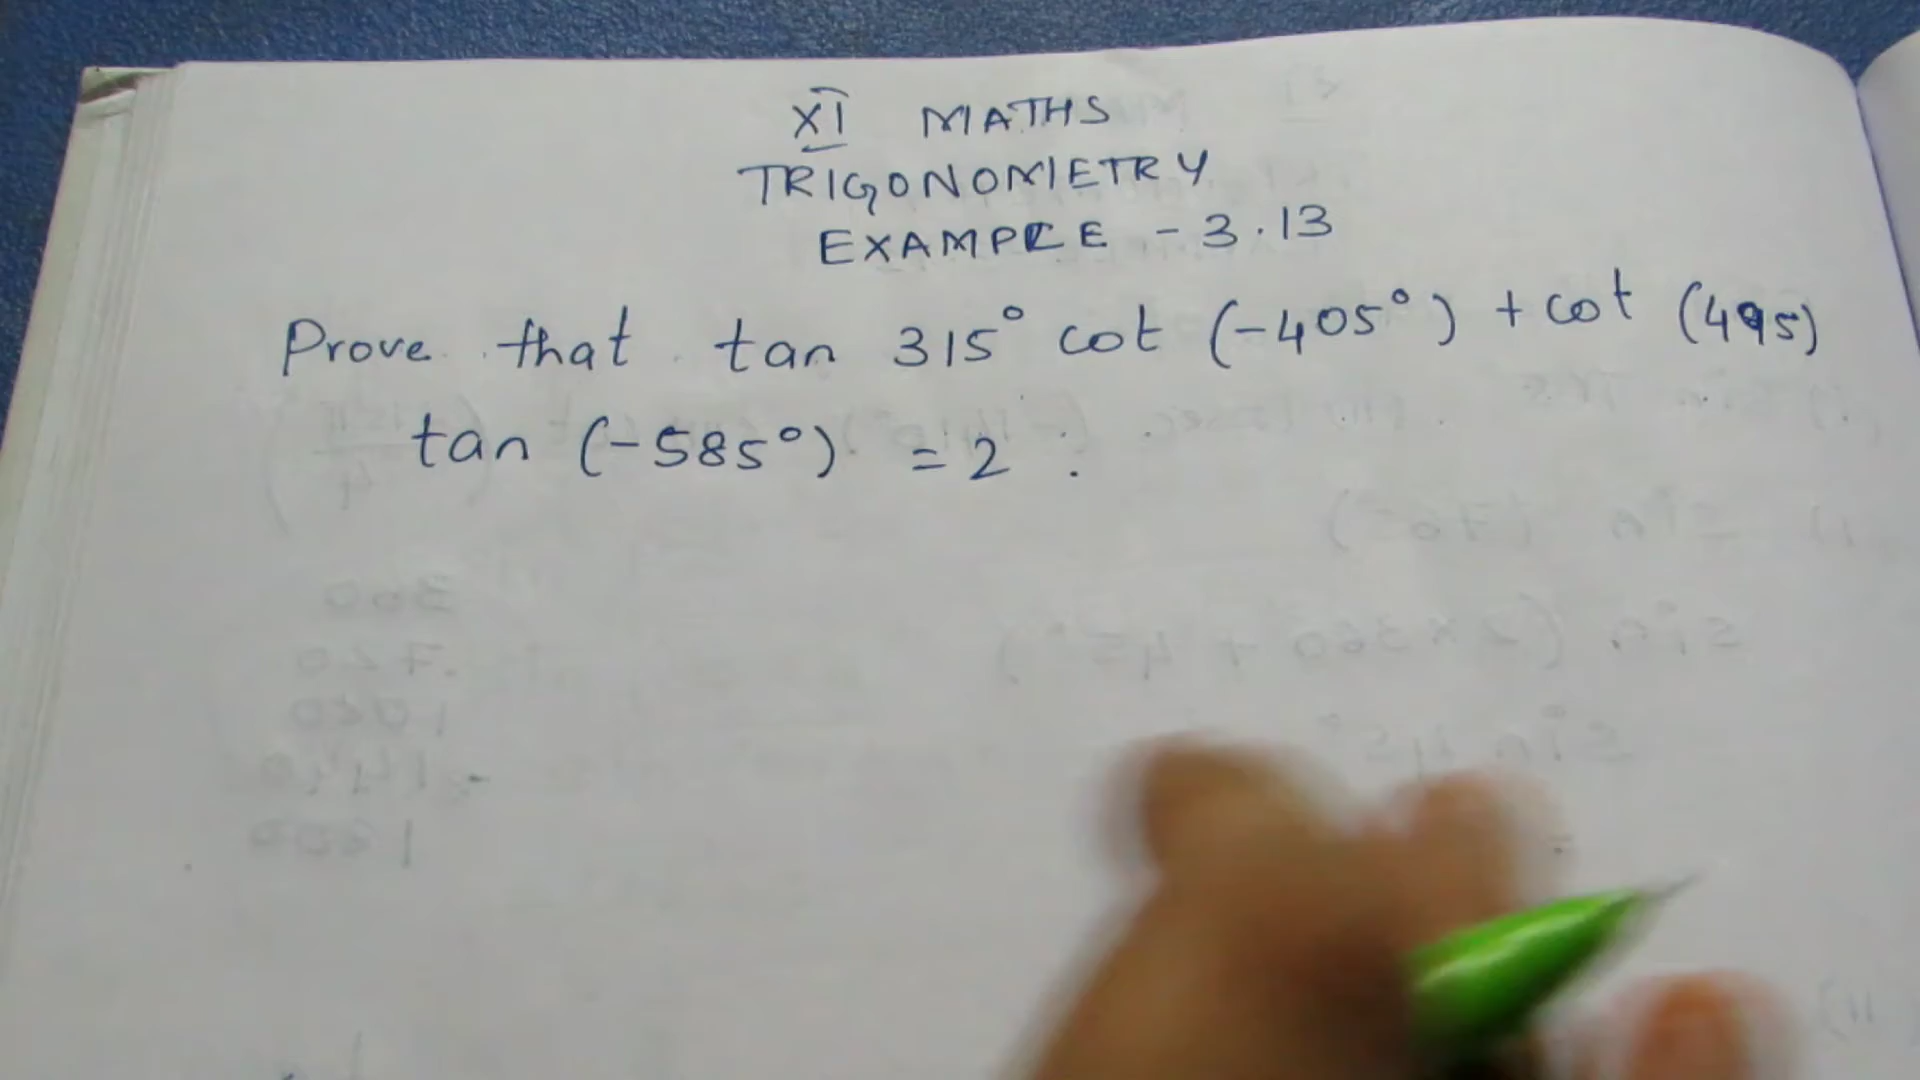 XI MATHS
TRIGONOMETRY
EXAMPLE - 3.13
Prove that tan 315° cot (-405°) + cot (495)
tan (-585°) = 2 :